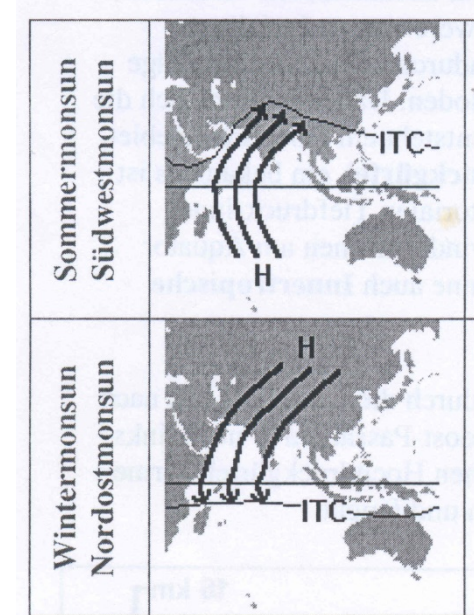 Sommermonsun
Südwestmonsun
ITC
H
Wintermonsun
Nordostmonsun
H
ITC